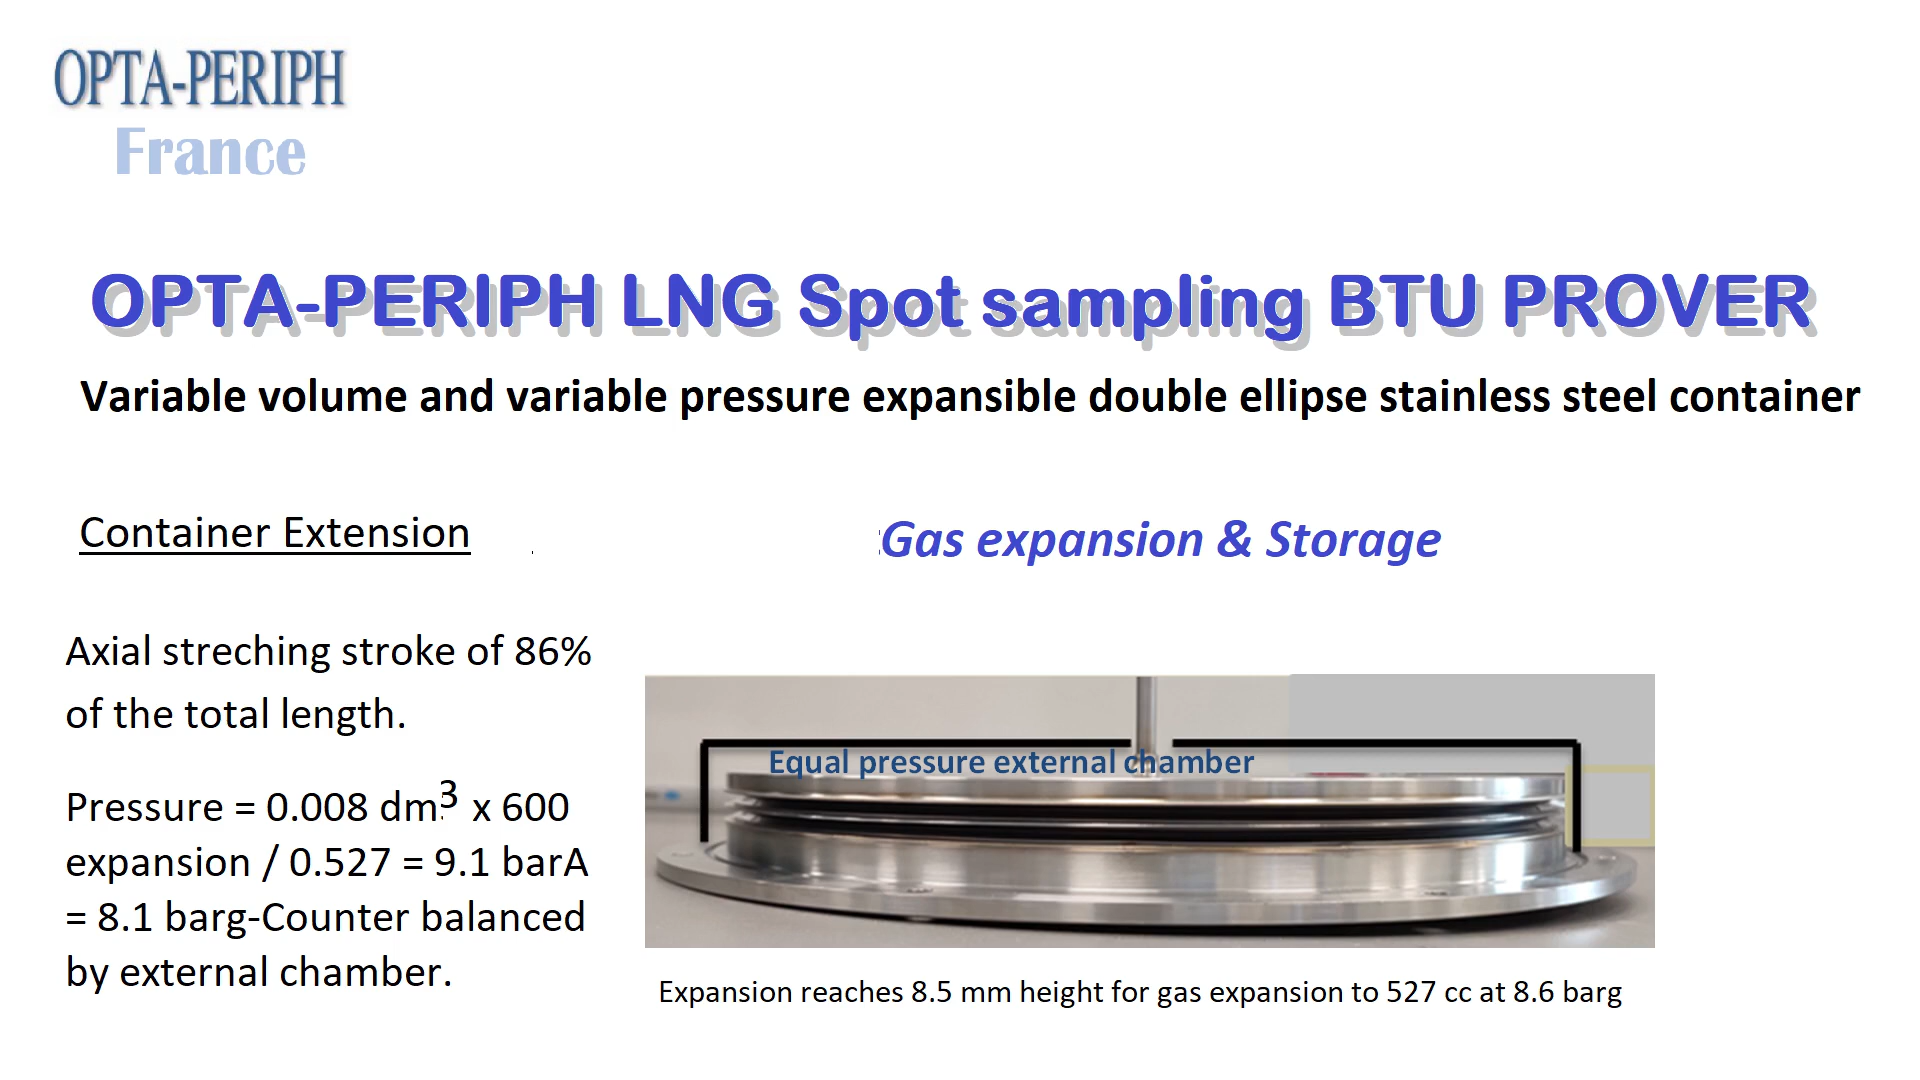 OPTA-PERIPH
France
OPTA-PERIPH LNG Spot sampling BTU PROVER
Variable volume and variable pressure expansible double ellipse stainless steel container
Container Extension
:Gas expansion & Storage
Axial streching stroke of 86%
of the total length.
Pressure = 0.008 dm³ x 600
expansion / 0.527 = 9.1 barA
= 8.1 barg-Counter balanced
by external chamber.
Equal pressure external chamber
Expansion reaches 8.5 mm height for gas expansion to 527 cc at 8.6 barg